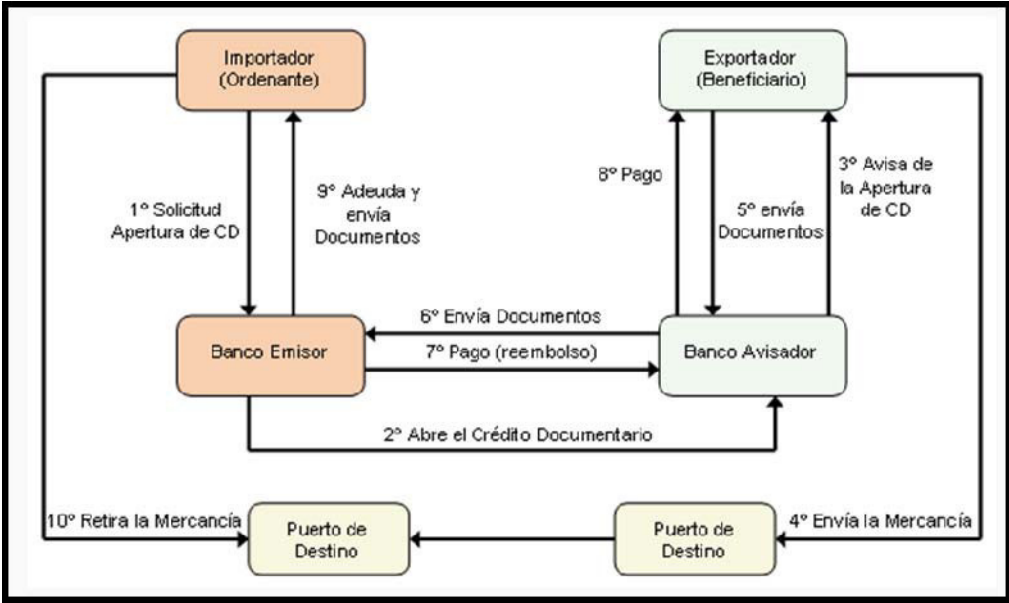 Importador
(Ordenante)
Exportador
(Beneficiario)
1º Solicitud
Apertura de CD
9º Adeuda y
envía
Documentos
8º Pago
5º envía
Documentos
3º Avisa de
la Apertura
de CD
Banco Emisor
6º Envía Documentos
7º Pago (reembolso)
Banco Avisador
2º Abre el Crédito Documentario
10º Retira la Mercancía
Puerto de
Destino
Puerto de
Destino
4º Envía la Mercancía